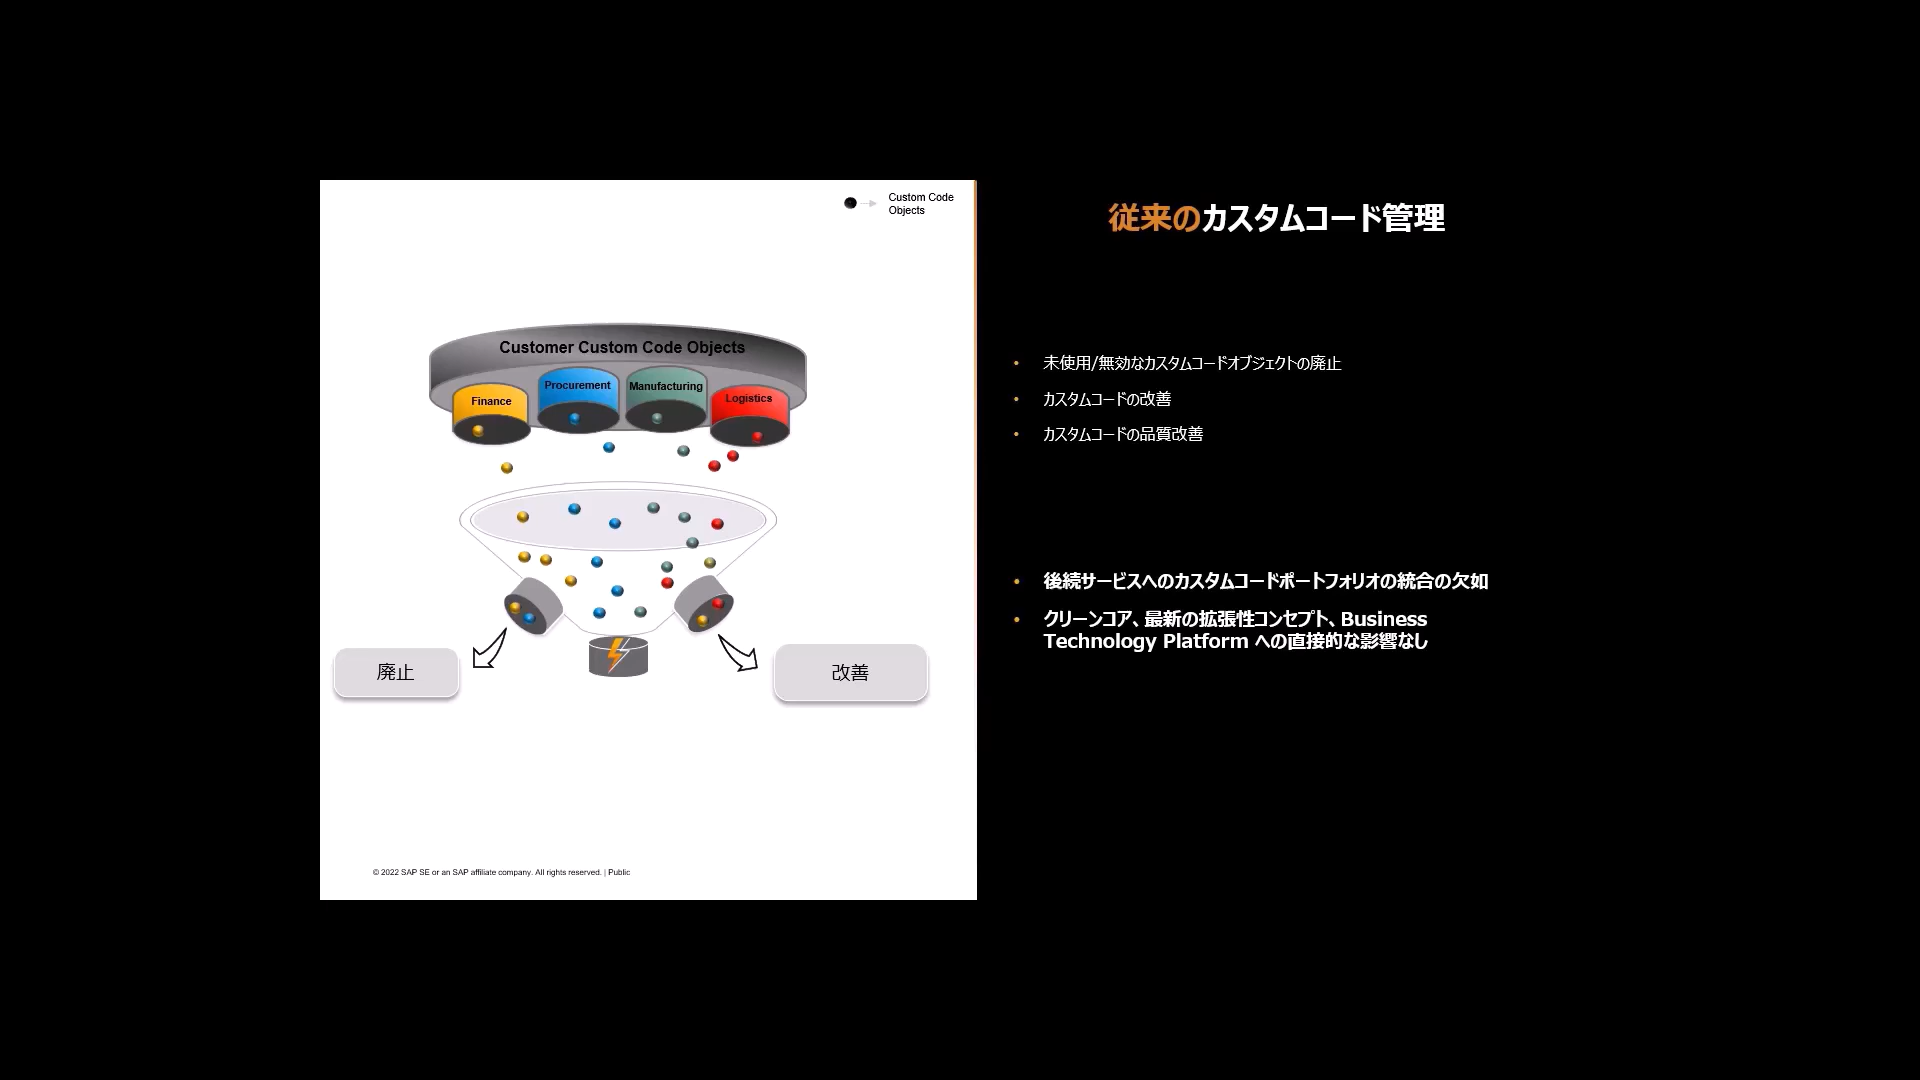 Custom Code
Objects
Customer Custom Code Objects
Finance
Procurement
Manufacturing
Logistics
廃止
改善
© 2022 SAP SE or an SAP affiliate company. All rights reserved. | Public
従来のカスタムコード管理
• 未使用/無効なカスタムコードオブジェクトの廃止
• カスタムコードの改善
• カスタムコードの品質改善
• 後続サービスへのカスタムコードポートフォリオの統合の欠如
• クリーンコア、最新の拡張性コンセプト、Business
Technology Platform への直接的な影響なし